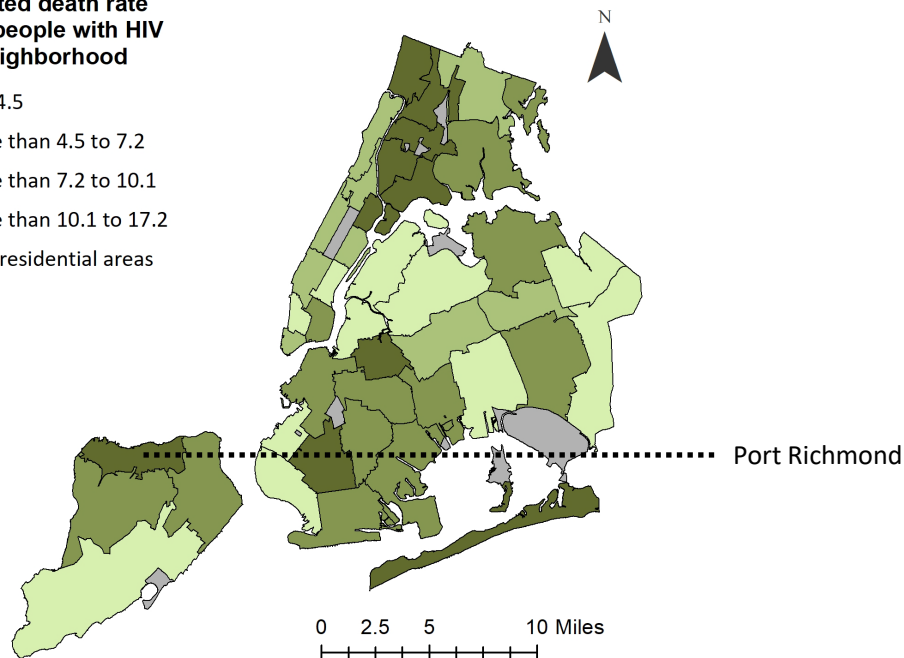 ted death rate
people with HIV
ighborhood
4.5
e than 4.5 to 7.2
e than 7.2 to 10.1
e than 10.1 to 17.2
residential areas
N
Port Richmond
0 2.5 5 10 Miles